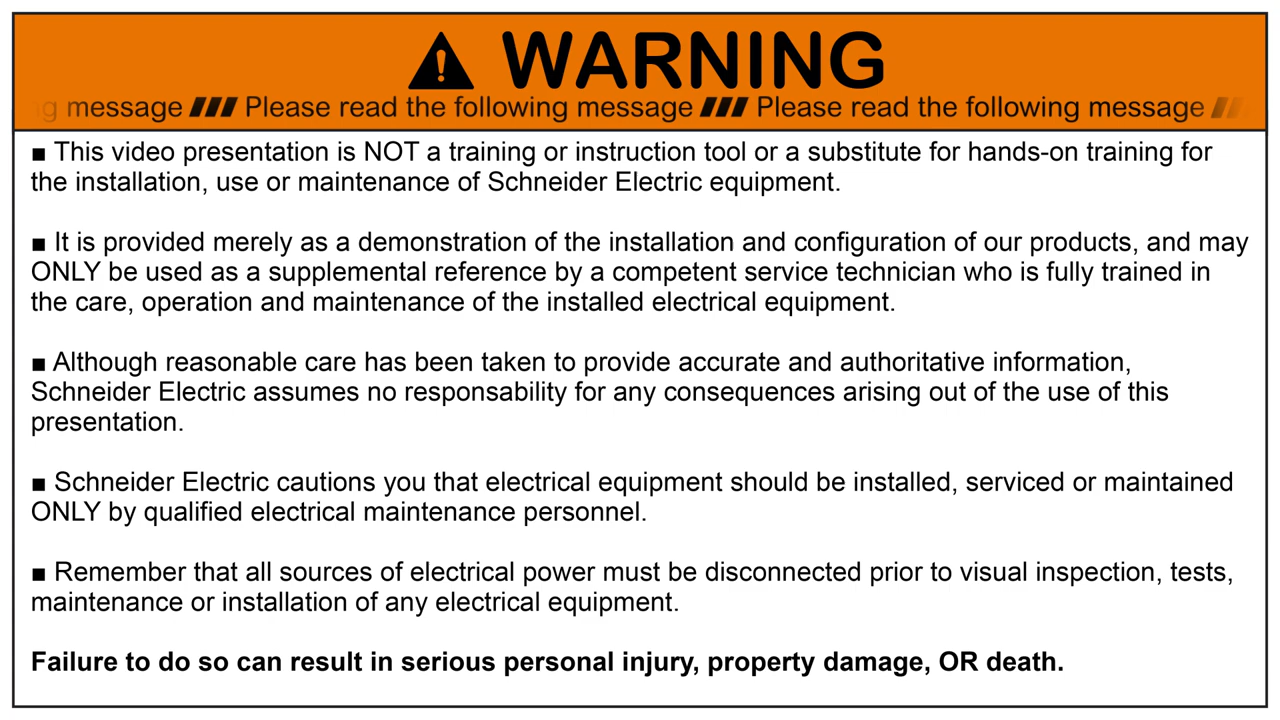 WARNING
g message Please read the following message Please read the following message
■ This video presentation is NOT a training or instruction tool or a substitute for hands-on training for
the installation, use or maintenance of Schneider Electric equipment.
■ It is provided merely as a demonstration of the installation and configuration of our products, and may
ONLY be used as a supplemental reference by a competent service technician who is fully trained in
the care, operation and maintenance of the installed electrical equipment.
■ Although reasonable care has been taken to provide accurate and authoritative information,
Schneider Electric assumes no responsability for any consequences arising out of the use of this
presentation.
■ Schneider Electric cautions you that electrical equipment should be installed, serviced or maintained
ONLY by qualified electrical maintenance personnel.
■ Remember that all sources of electrical power must be disconnected prior to visual inspection, tests,
maintenance or installation of any electrical equipment.
Failure to do so can result in serious personal injury, property damage, OR death.